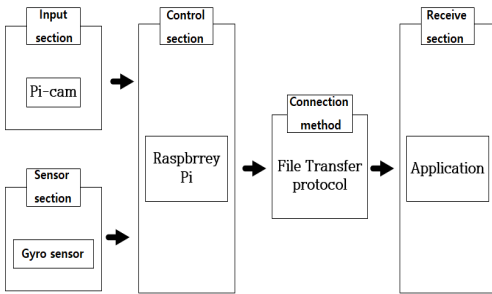 Input
section
Pi-cam
Sensor
section
Gyro sensor
Control
section
Raspbrrey
Pi
Connection
method
File Transfer
protocol
Receive
section
Application